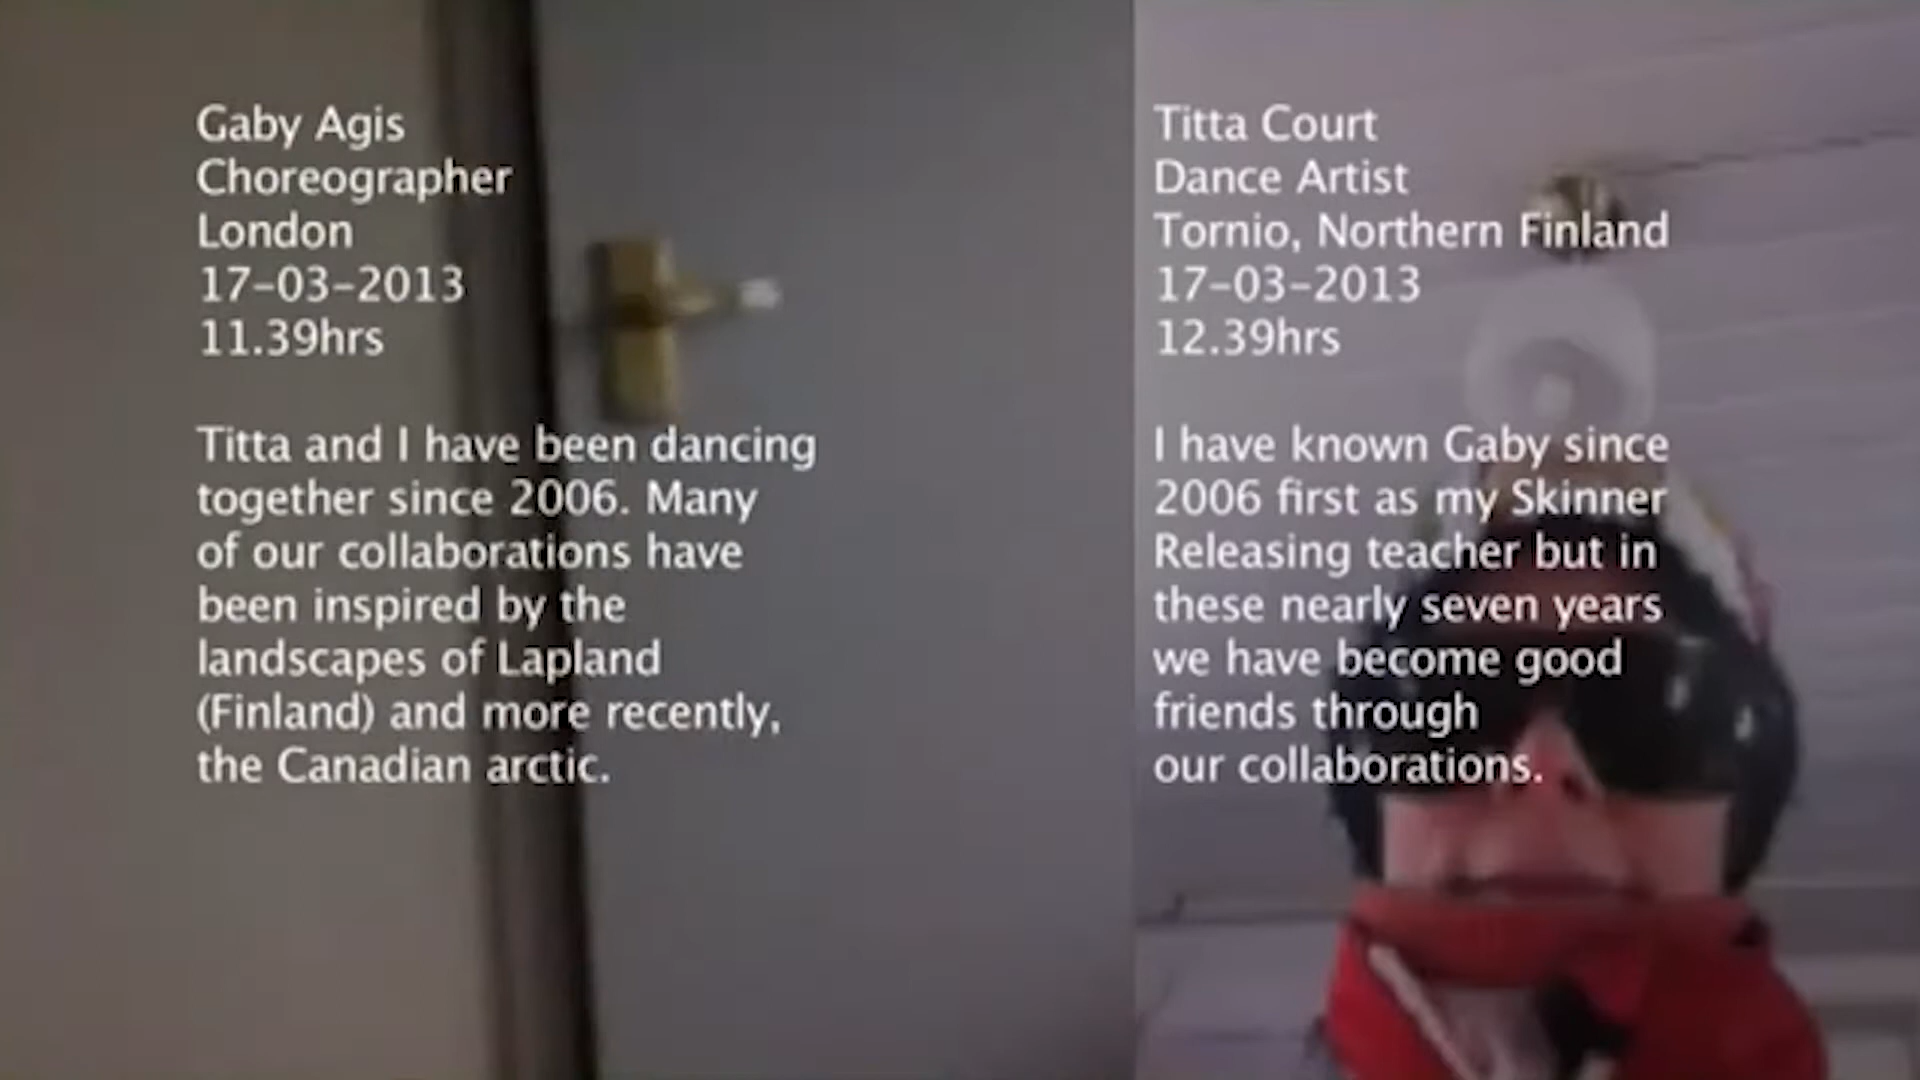 Gaby Agis
Choreographer
London
17-03-2013
11.39hrs
Titta and I have been dancing
together since 2006. Many
of our collaborations have
been inspired by the
landscapes of Lapland
(Finland) and more recently,
the Canadian arctic.
Titta Court
Dance Artist
Tornio, Northern Finland
17-03-2013
12.39hrs
I have known Gaby since
2006 first as my Skinner
Releasing teacher but in
these nearly seven years
we have become good
friends through
our collaborations.